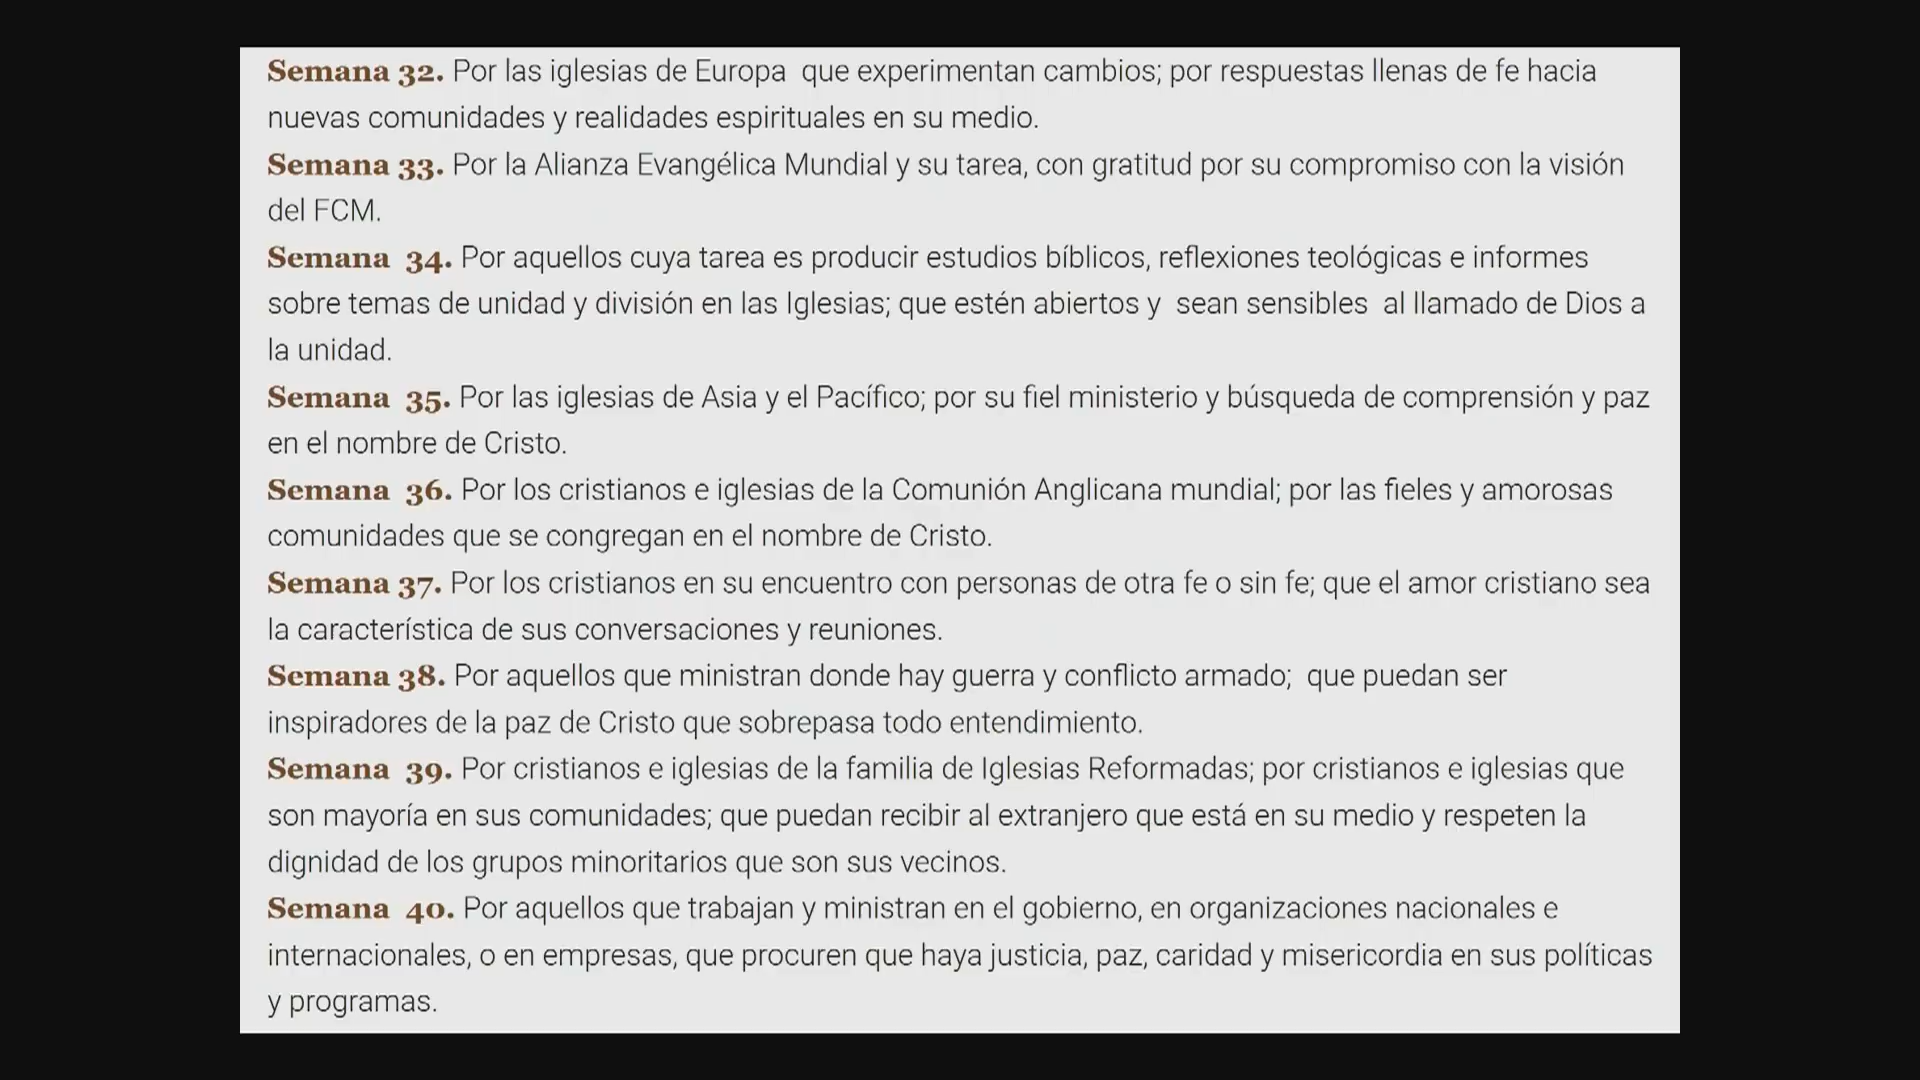 Semana 32. Por las iglesias de Europa  que experimentan cambios; por respuestas llenas de fe hacia
nuevas comunidades y realidades espirituales en su medio.
Semana 33. Por la Alianza Evangélica Mundial y su tarea, con gratitud por su compromiso con la visión
del FCM.
Semana  34. Por aquellos cuya tarea es producir estudios bíblicos, reflexiones teológicas e informes
sobre temas de unidad y división en las Iglesias; que estén abiertos y  sean sensibles  al llamado de Dios a
la unidad.
Semana  35. Por las iglesias de Asia y el Pacífico; por su fiel ministerio y búsqueda de comprensión y paz
en el nombre de Cristo.
Semana  36. Por los cristianos e iglesias de la Comunión Anglicana mundial; por las fieles y amorosas
comunidades que se congregan en el nombre de Cristo.
Semana 37. Por los cristianos en su encuentro con personas de otra fe o sin fe; que el amor cristiano sea
la característica de sus conversaciones y reuniones.
Semana 38. Por aquellos que ministran donde hay guerra y conflicto armado;  que puedan ser
inspiradores de la paz de Cristo que sobrepasa todo entendimiento.
Semana  39. Por cristianos e iglesias de la familia de Iglesias Reformadas; por cristianos e iglesias que
son mayoría en sus comunidades; que puedan recibir al extranjero que está en su medio y respeten la
dignidad de los grupos minoritarios que son sus vecinos.
Semana  40. Por aquellos que trabajan y ministran en el gobierno, en organizaciones nacionales e
internacionales, o en empresas, que procuren que haya justicia, paz, caridad y misericordia en sus políticas
y programas.